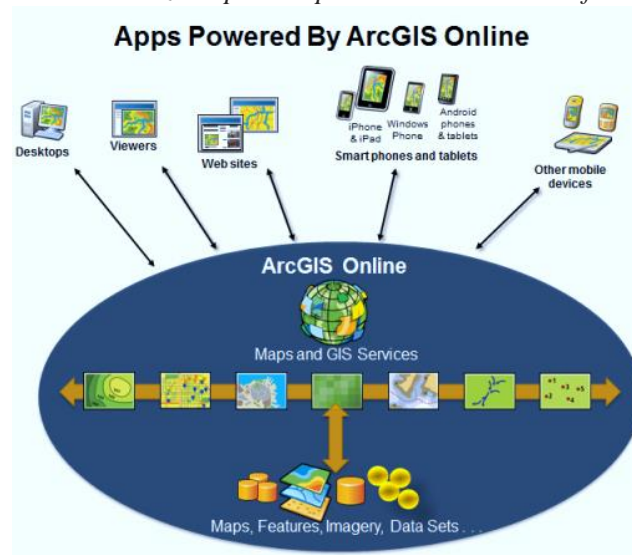 Apps Powered By ArcGIS Online
Desktops
Viewers
Web sites
iPhone
& iPad
Windows
Phone
Android
phones
& tablets
Smart phones and tablets
Other mobile
devices
ArcGIS Online
Maps and GIS Services
Maps, Features, Imagery, Data Sets . . .